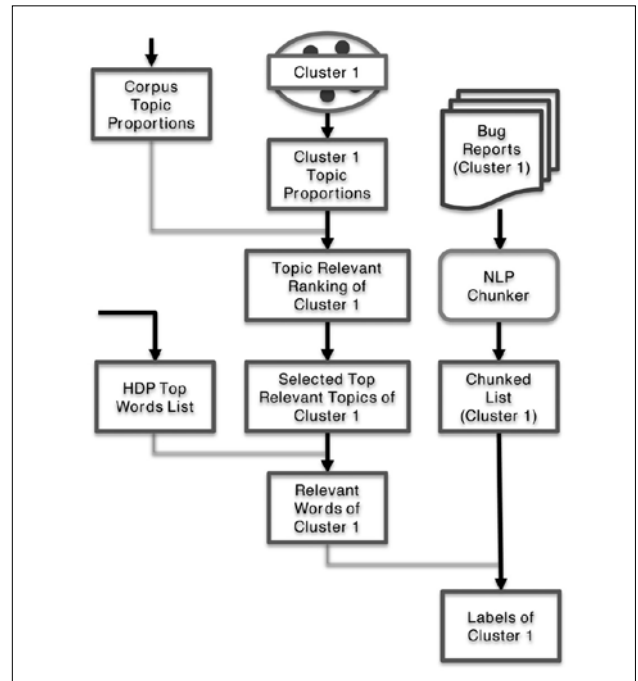 Corpus
Topic
Proportions
Cluster 1
Cluster 1
Topic
Proportions
Bug
Reports
(Cluster 1)
Topic Relevant
Ranking of
Cluster 1
NLP
Chunker
HDP Top
Words List
Selected Top
Relevant Topics of
Cluster 1
Chunked
List
(Cluster 1)
Relevant
Words of
Cluster 1
Labels of
Cluster 1